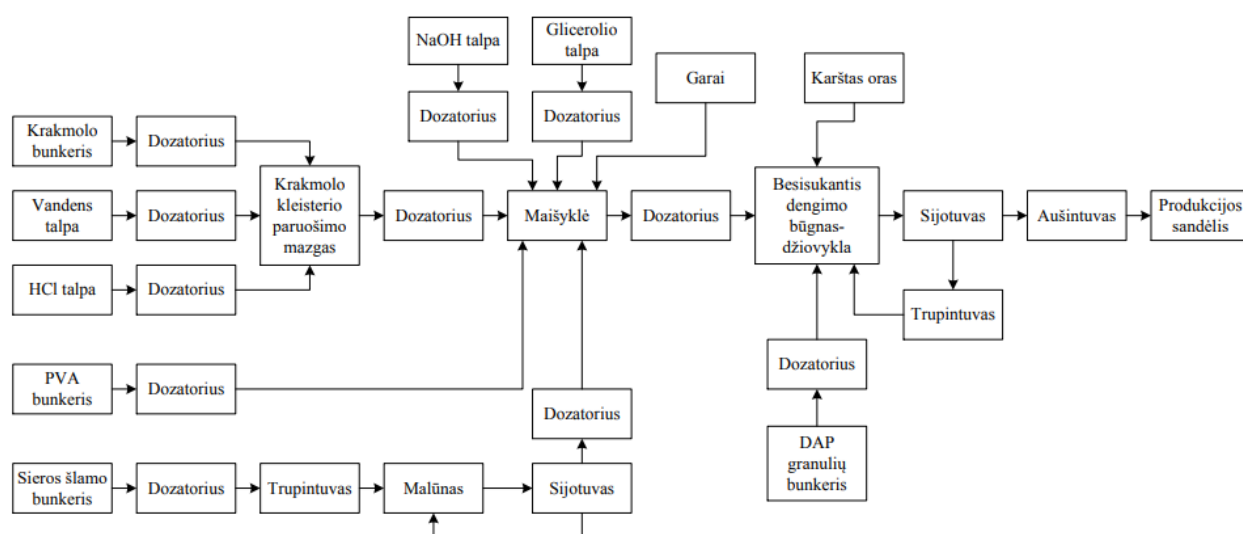 NaOH talpa
Glicerolio
talpa
Garai
Karštas oras
Dozatorius
Dozatorius
Krakmolo
bunkeris
Dozatorius
Vandens
talpa
Dozatorius
Krakmolo
kleisterio
paruošimo
mazgas
Dozatorius
Maišyklė
Dozatorius
Besisukantis
dengimo
būgnas-
džiovykla
Sijotuvas
Aušintuvas
Produkcijos
sandėlis
HCl talpa
Dozatorius
Trupintuvas
PVA
bunkeris
Dozatorius
Dozatorius
Dozatorius
DAP
granulių
bunkeris
Sieros šlamo
bunkeris
Dozatorius
Trupintuvas
Malūnas
Sijotuvas